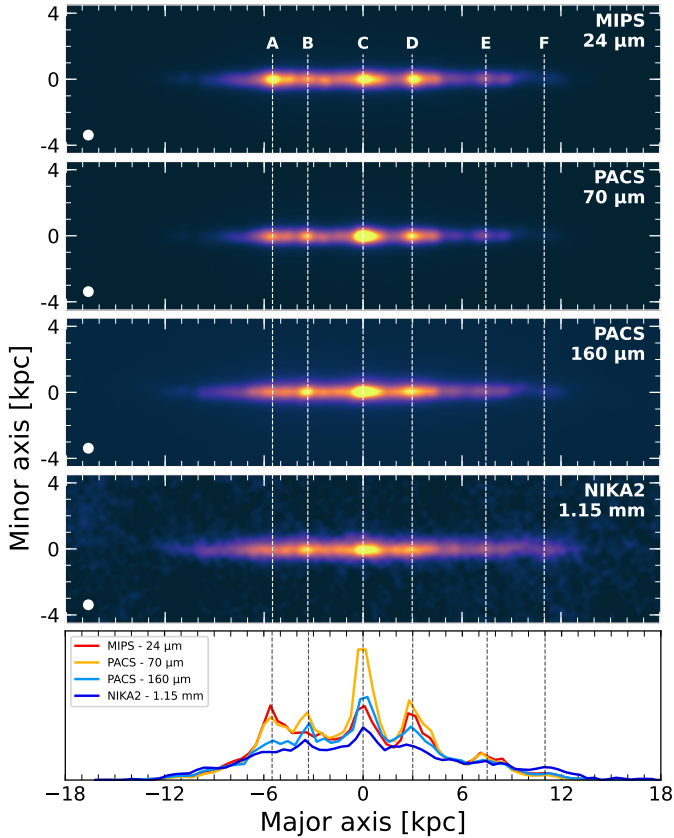 MIPS
24 μm
A B C D E F
4
0
−4
PACS
70 μm
4
0
−4
PACS
160 μm
4
0
−4
NIKA2
1.15 mm
4
0
−4
Minor axis [kpc]
MIPS - 24 μm
PACS - 70 μm
PACS - 160 μm
NIKA2 - 1.15 mm
−18 −12 −6 0 6 12 18
Major axis [kpc]